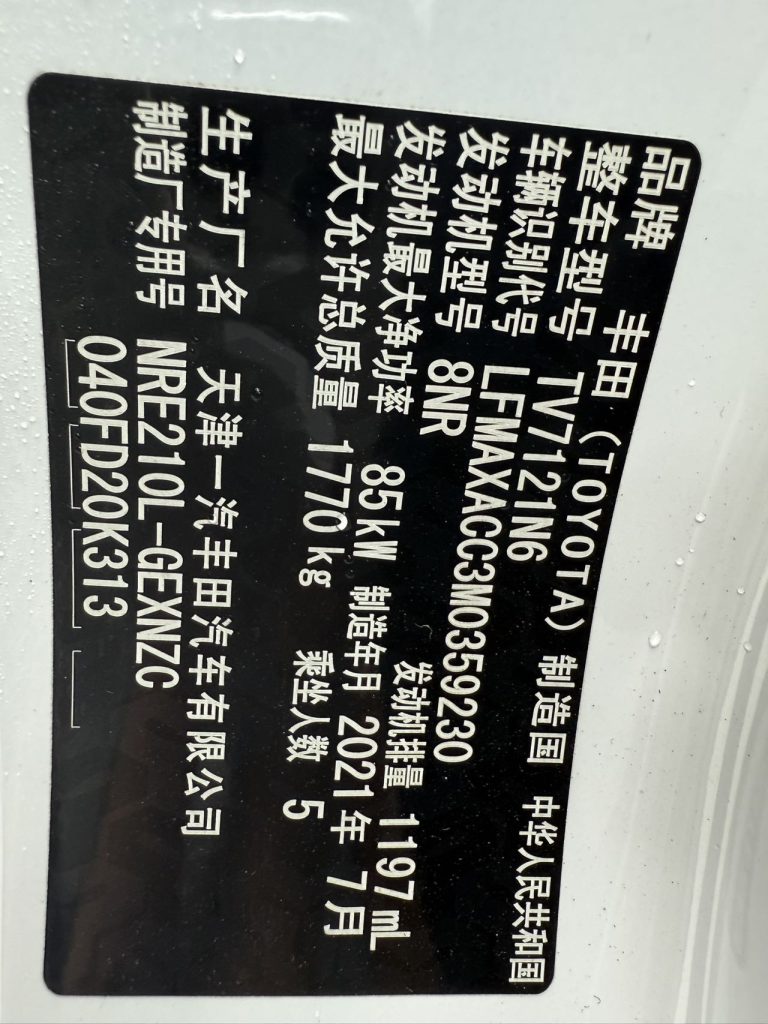 品牌 丰田（TOYOTA） 制造国 中华人民共和国
整车型号 TV7121N6
车辆识别代号 LFMAXACC3M0359230
发动机型号 8NR 发动机排量 1197 mL
发动机最大净功率 85kW 制造年月 2021年 7月
最大允许总质量 1770kg 乘坐人数 5
生产厂名 天津一汽丰田汽车有限公司
制造厂专用号 NRE210L-GEXNZC
040FD20K313